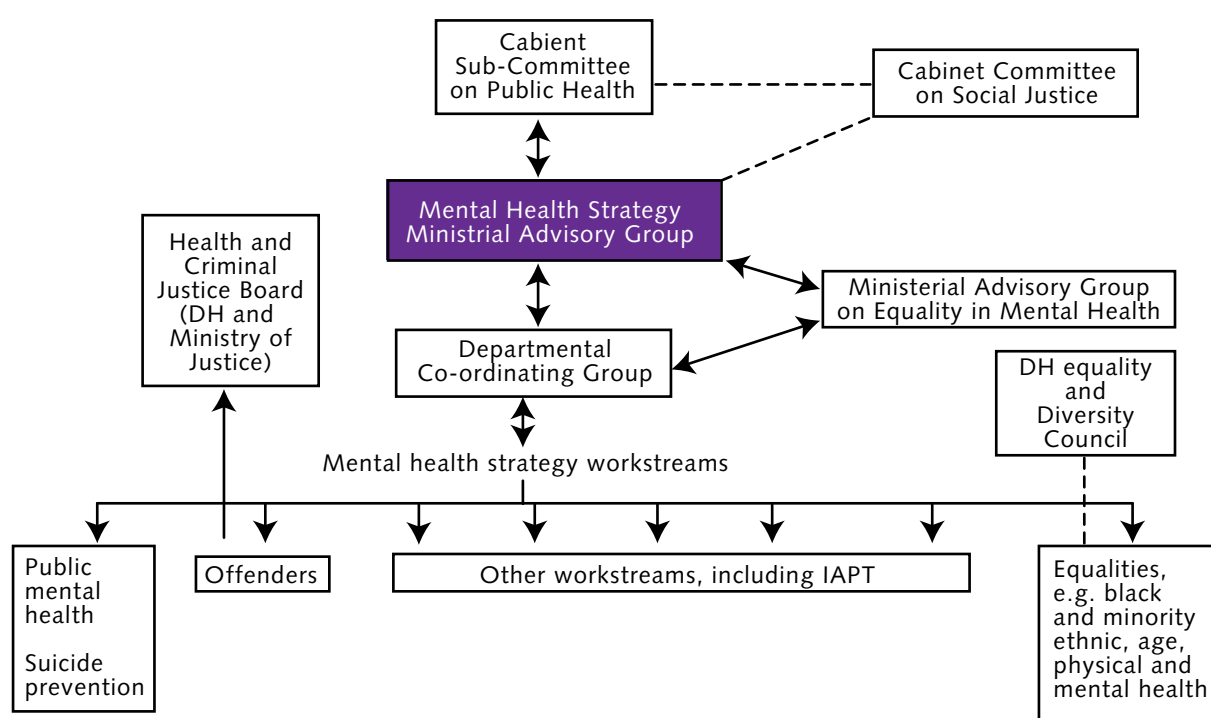 Cabient
Sub-Committee
on Public Health
Cabinet Committee
on Social Justice
Mental Health Strategy
Ministrial Advisory Group
Health and
Criminal
Justice Board
(DH and
Ministry of
Justice)
Ministerial Advisory Group
on Equality in Mental Health
Departmental
Co-ordinating Group
DH equality
and
Diversity
Council
Mental health strategy workstreams
Public
mental
health
Suicide
prevention
Offenders
Other workstreams, including IAPT
Equalities,
e.g. black
and minority
ethnic, age,
physical and
mental health